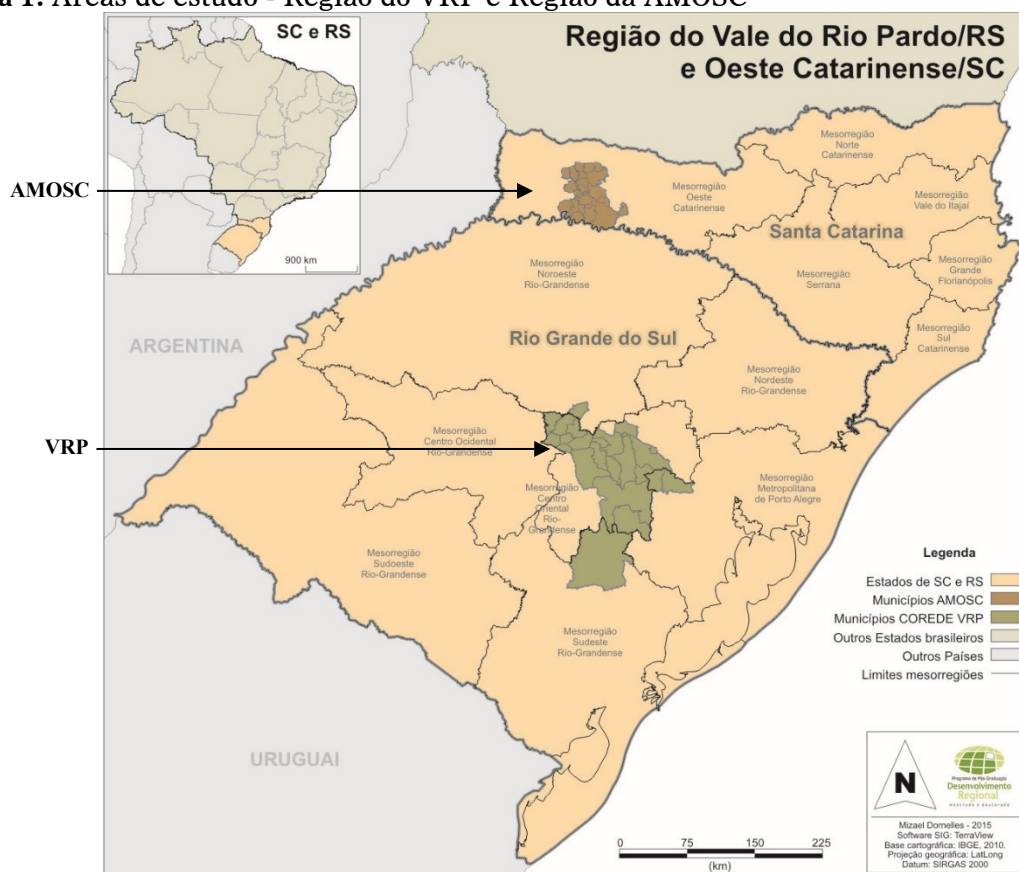 a 1: Áreas de estudo - Região do VRP e Região da AMOSC
SC e RS
900 km
Região do Vale do Rio Pardo/RS
e Oeste Catarinense/SC
AMOSC
Mesorregião
Norte
Catarinense
Mesorregião
Oeste
Catarinense
Mesorregião
Vale do Itajaí
Santa Catarina
Mesorregião
Grande
Florianópolis
Mesorregião
Serrana
Mesorregião
Noroeste
Rio-Grandense
Mesorregião
Sul
Catarinense
ARGENTINA
Rio Grande do Sul
Mesorregião
Nordeste
Rio-Grandense
VRP
Mesorregião
Centro Ocidental
Rio-Grandense
Mesorregião
Centro
Oriental
Rio-
Grandense
Mesorregião
Metropolitana
de Porto Alegre
Mesorregião
Sudoeste
Rio-Grandense
Mesorregião
Sudeste
Rio-Grandense
URUGUAI
Legenda
Estados de SC e RS
Municípios AMOSC
Municípios COREDE VRP
Outros Estados brasileiros
Outros Países
Limites mesorregiões
N
Programa de Pós-Graduação
Desenvolvimento
Regional
mestrado e doutorado
Mizael Dornelles - 2015
Software SIG: TerraView
Base cartográfica: IBGE, 2010.
Projeção geográfica: LatLong
Datum: SIRGAS 2000
0 75 150 225
(km)